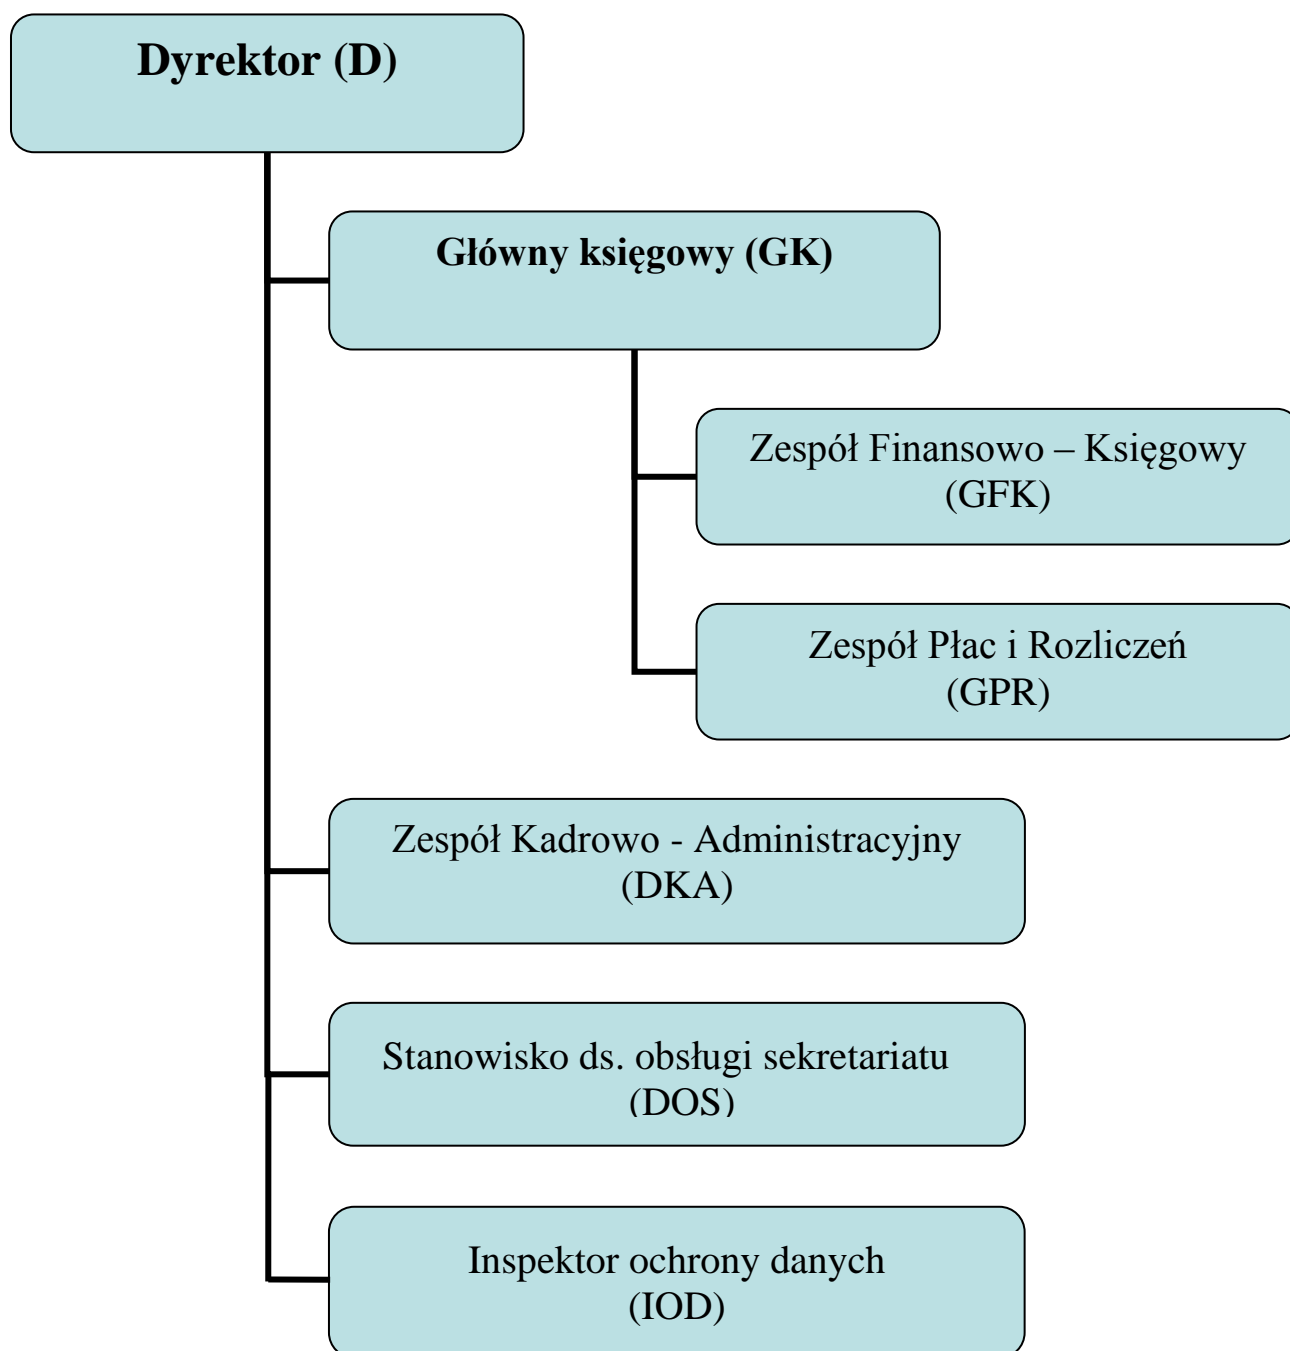 Dyrektor (D)
Główny księgowy (GK)
Zespół Finansowo – Księgowy
(GFK)
Zespół Płac i Rozliczeń
(GPR)
Zespół Kadrowo - Administracyjny
(DKA)
Stanowisko ds. obsługi sekretariatu
(DOS)
Inspektor ochrony danych
(IOD)